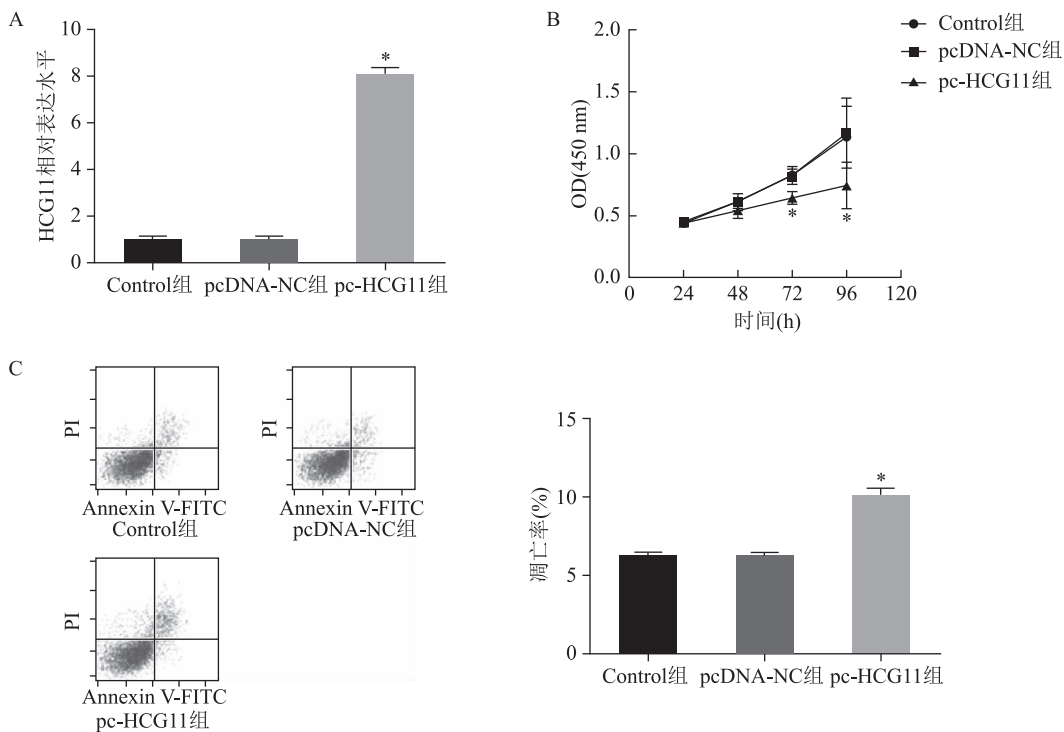 A
HCG11相对表达水平
10
8
6
4
2
0
*
Control组
pcDNA-NC组
pc-HCG11组
B
OD(450 nm)
2.0
1.5
1.0
0.5
0.0
0
24
48
72
96
120
时间(h)
*
*
Control组
pcDNA-NC组
pc-HCG11组
C
PI
Annexin V-FITC
Control组
PI
Annexin V-FITC
pcDNA-NC组
PI
Annexin V-FITC
pc-HCG11组
凋亡率(%)
15
10
5
0
*
Control组
pcDNA-NC组
pc-HCG11组